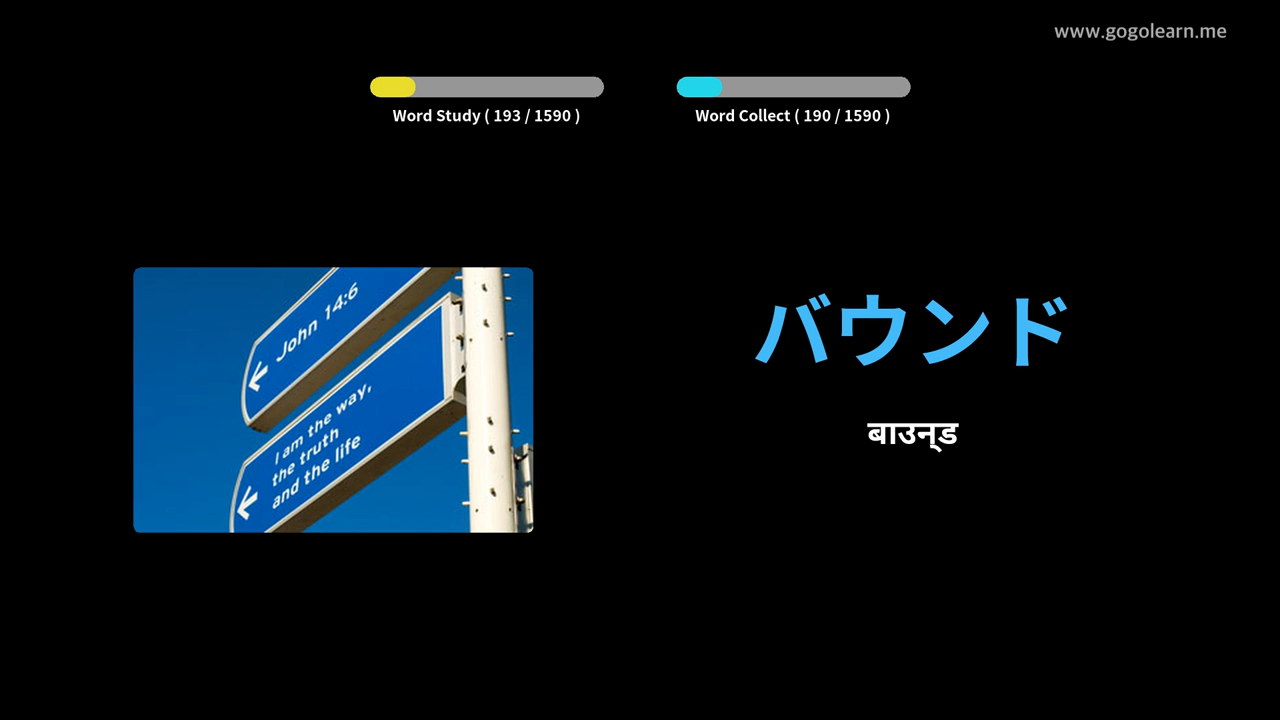 www.gogolearn.me
Word Study ( 193 / 1590 )
Word Collect ( 190 / 1590 )
John 14:6
I am the way,
the truth
and the life
バウンド
बाउन्ड